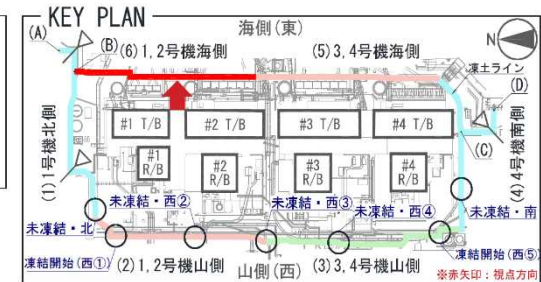 KEY PLAN
海側(東)
N
(A)
(B)
(6)1,2号機海側
(5)3,4号機海側
凍土ライン
(D)
(1)1号機北側
#1 T/B
#2 T/B
#3 T/B
#4 T/B
(C)
(4)4号機南側
#1 R/B
#2 R/B
#3 R/B
#4 R/B
未凍結・北
未凍結・西②
未凍結・西③
未凍結・西④
未凍結・南
凍結開始(西①)
(2)1,2号機山側
山側(西)
(3)3,4号機山側
凍結開始(西⑤)
※赤矢印：視点方向